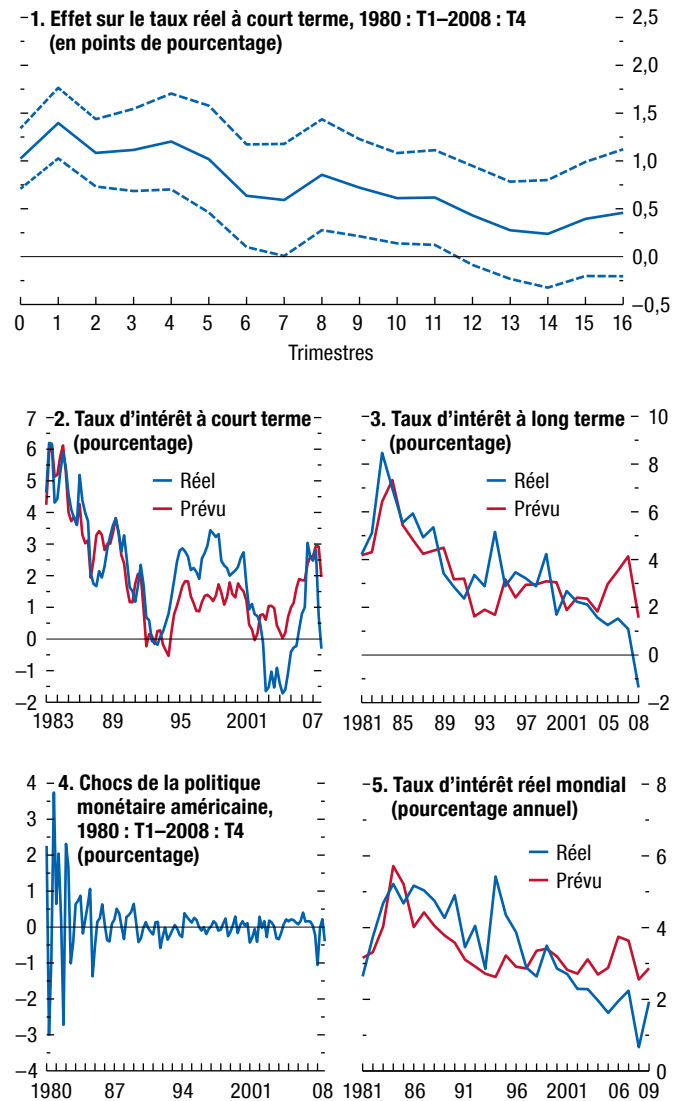 1. Effet sur le taux réel à court terme, 1980 : T1–2008 : T4
(en points de pourcentage)
2,5
2,0
1,5
1,0
0,5
0,0
–0,5
0 1 2 3 4 5 6 7 8 9 10 11 12 13 14 15 16
Trimestres
2. Taux d'intérêt à court terme
(pourcentage)
Réel
Prévu
7
6
5
4
3
2
1
0
–1
–2
1983 89 95 2001 07
3. Taux d'intérêt à long terme
(pourcentage)
Réel
Prévu
10
8
6
4
2
0
–2
1981 85 89 93 97 2001 05 08
4. Chocs de la politique
monétaire américaine,
1980 : T1–2008 : T4
(pourcentage)
4
3
2
1
0
–1
–2
–3
–4
1980 87 94 2001 08
5. Taux d'intérêt réel mondial
(pourcentage annuel)
Réel
Prévu
8
6
4
2
0
1981 86 91 96 2001 06 09